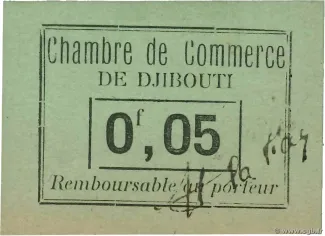 Chambre de Commerce
DE DJIBOUTI
0f,05
Remboursable au porteur